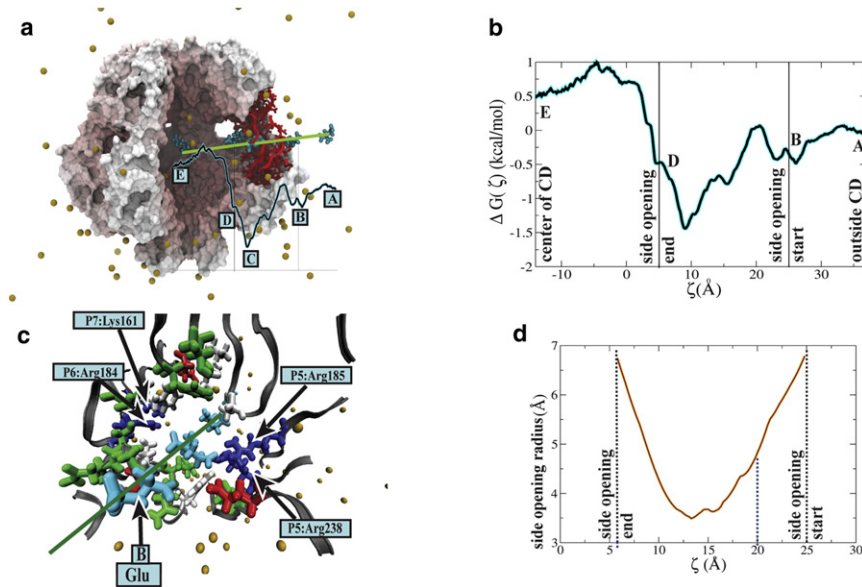 a
E
D
C
B
A
b
Δ G( ζ) (kcal/mol)
1
0.5
0
-0.5
-1
-1.5
-2
E
D
B
A
center of CD
side opening
end
side opening
start
outside CD
-10
0
10
20
30
ζ(Å)
c
P7:Lys161
P6:Arg184
P5:Arg185
P5:Arg238
B
Glu
d
side opening radius(Å)
8
7
6
5
4
3
side opening
end
side opening
start
0
5
10
15
20
25
30
ζ (Å)